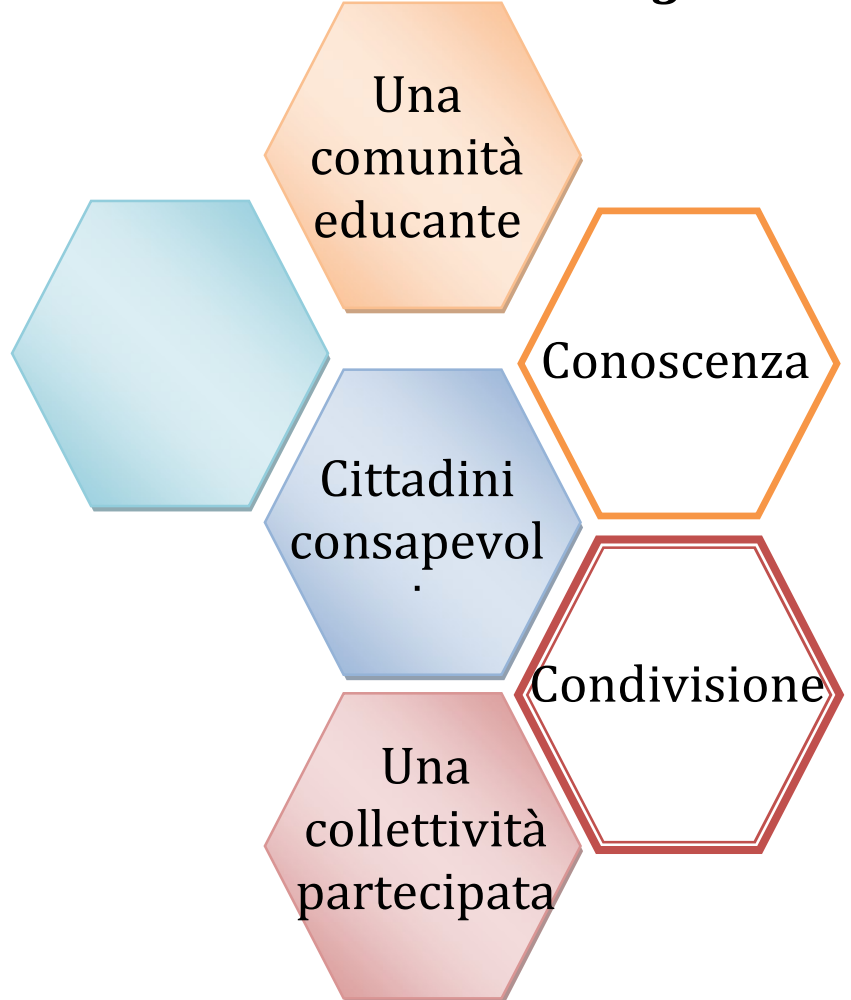 Una
comunità
educante
Conoscenza
Cittadini
consapevol
.
Condivisione
Una
collettività
partecipata